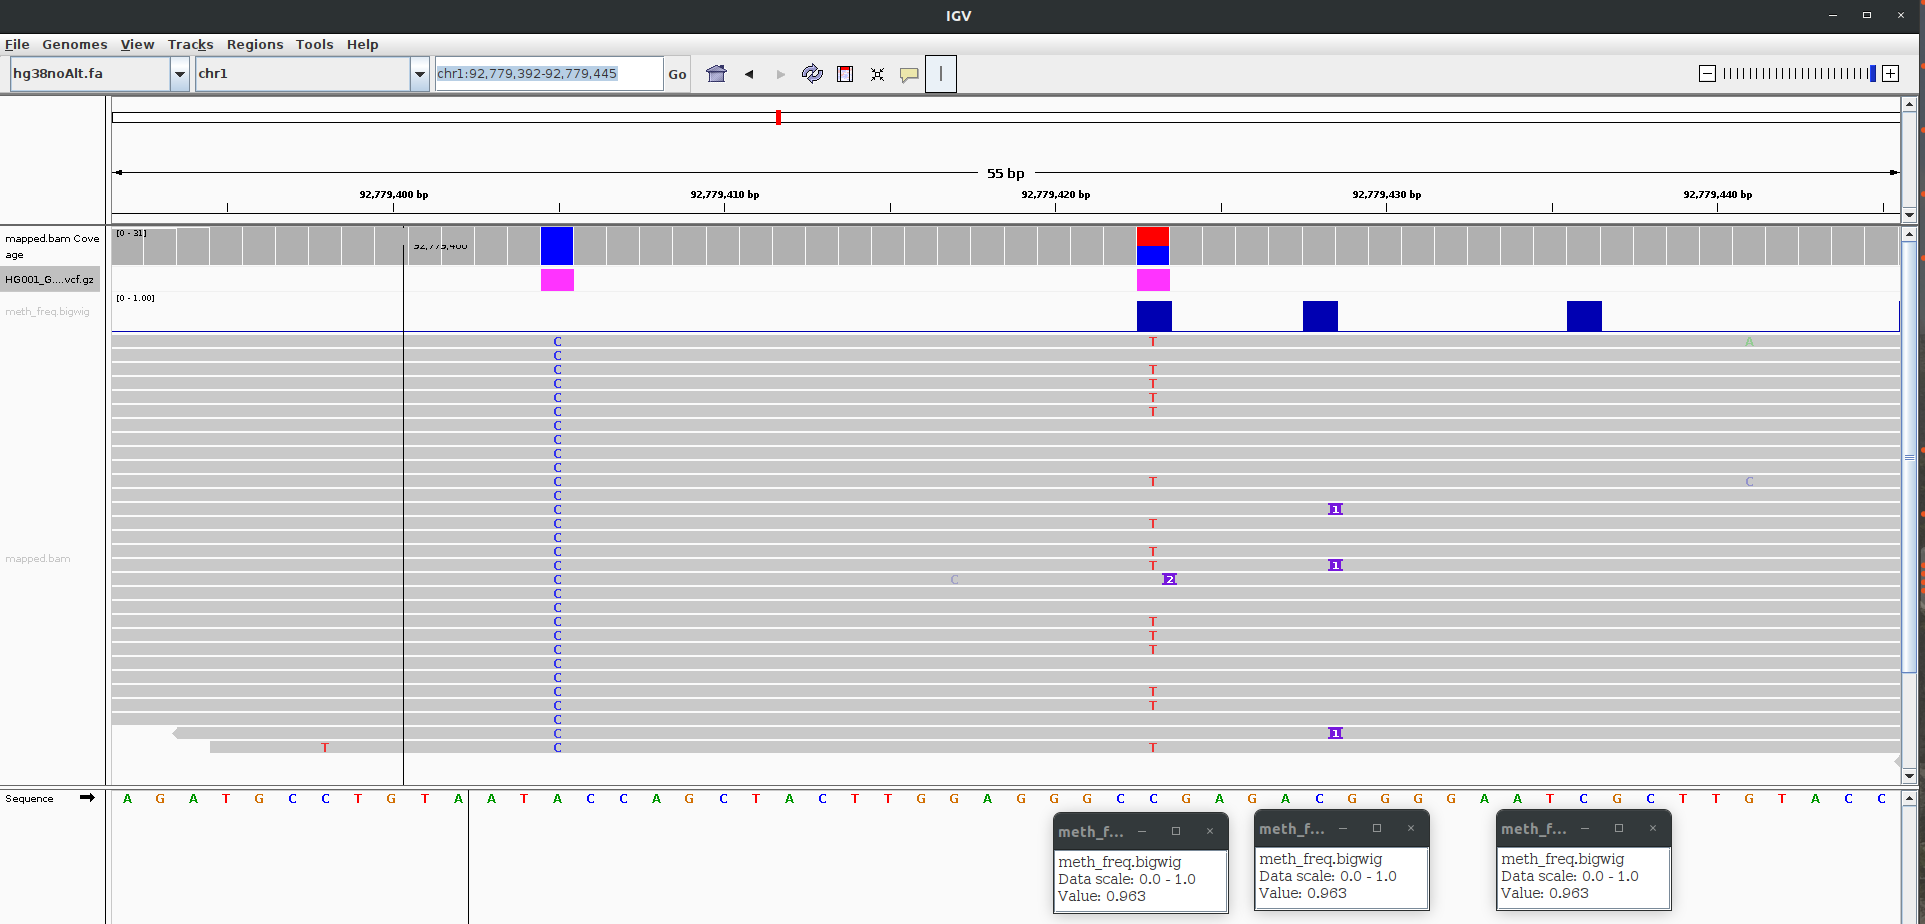 IGV
File Genomes View Tracks Regions Tools Help
hg38noAlt.fa chr1 chr1:92,779,392-92,779,445 Go
55 bp
92,779,400 bp 92,779,410 bp 92,779,420 bp 92,779,430 bp 92,779,440 bp
mapped.bam Cove
age
[0 - 31]
HG001_G....vcf.gz
[0 - 1.00]
meth_freq.bigwig
C T A
C
C T
C T
C T
C T
C
C
C
C
C T C
C
C 1
C T
C
C T
C T 1
mapped.bam
C C 2
C
C
C T
C T
C T
C
C
C T
C T
C
C 1
T C T
Sequence
A G A T G C C T G T A A T A C C A G C T A C T T G G A G G G C C G A G A C G G G G A A T C G C T T G T A C C
meth_f...
meth_freq.bigwig
Data scale: 0.0 - 1.0
Value: 0.963
meth_f...
meth_freq.bigwig
Data scale: 0.0 - 1.0
Value: 0.963
meth_f...
meth_freq.bigwig
Data scale: 0.0 - 1.0
Value: 0.963